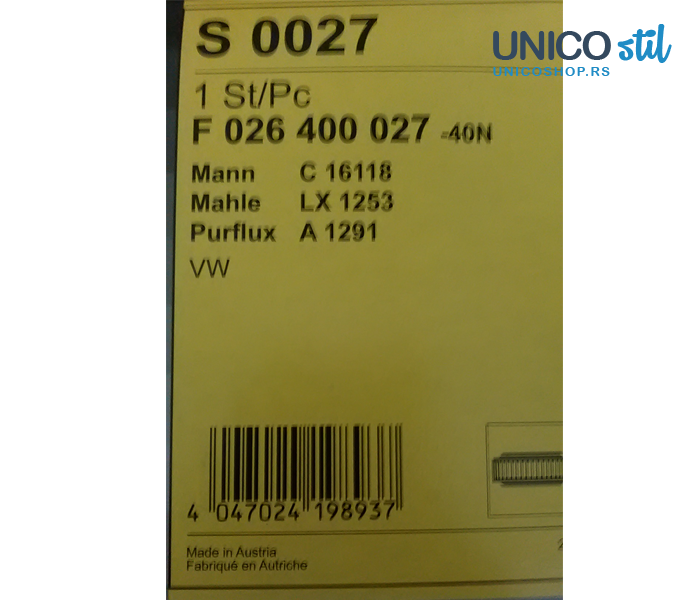 S 0027
UNICO stil
UNICOSHOP.RS
1 St/Pc
F 026 400 027 -40N
Mann C 16118
Mahle LX 1253
Purflux A 1291
VW
4 047024 198937
Made in Austria
Fabriqué en Autriche